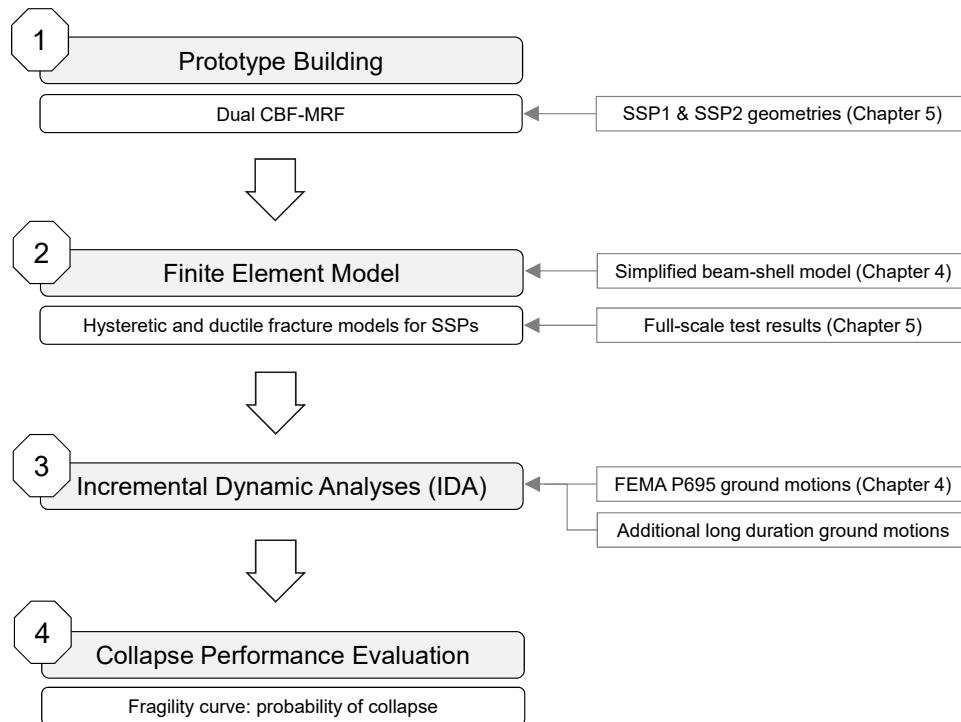 1
Prototype Building
Dual CBF-MRF
SSP1 & SSP2 geometries (Chapter 5)
2
Finite Element Model
Simplified beam-shell model (Chapter 4)
Hysteretic and ductile fracture models for SSPs
Full-scale test results (Chapter 5)
3
Incremental Dynamic Analyses (IDA)
FEMA P695 ground motions (Chapter 4)
Additional long duration ground motions
4
Collapse Performance Evaluation
Fragility curve: probability of collapse